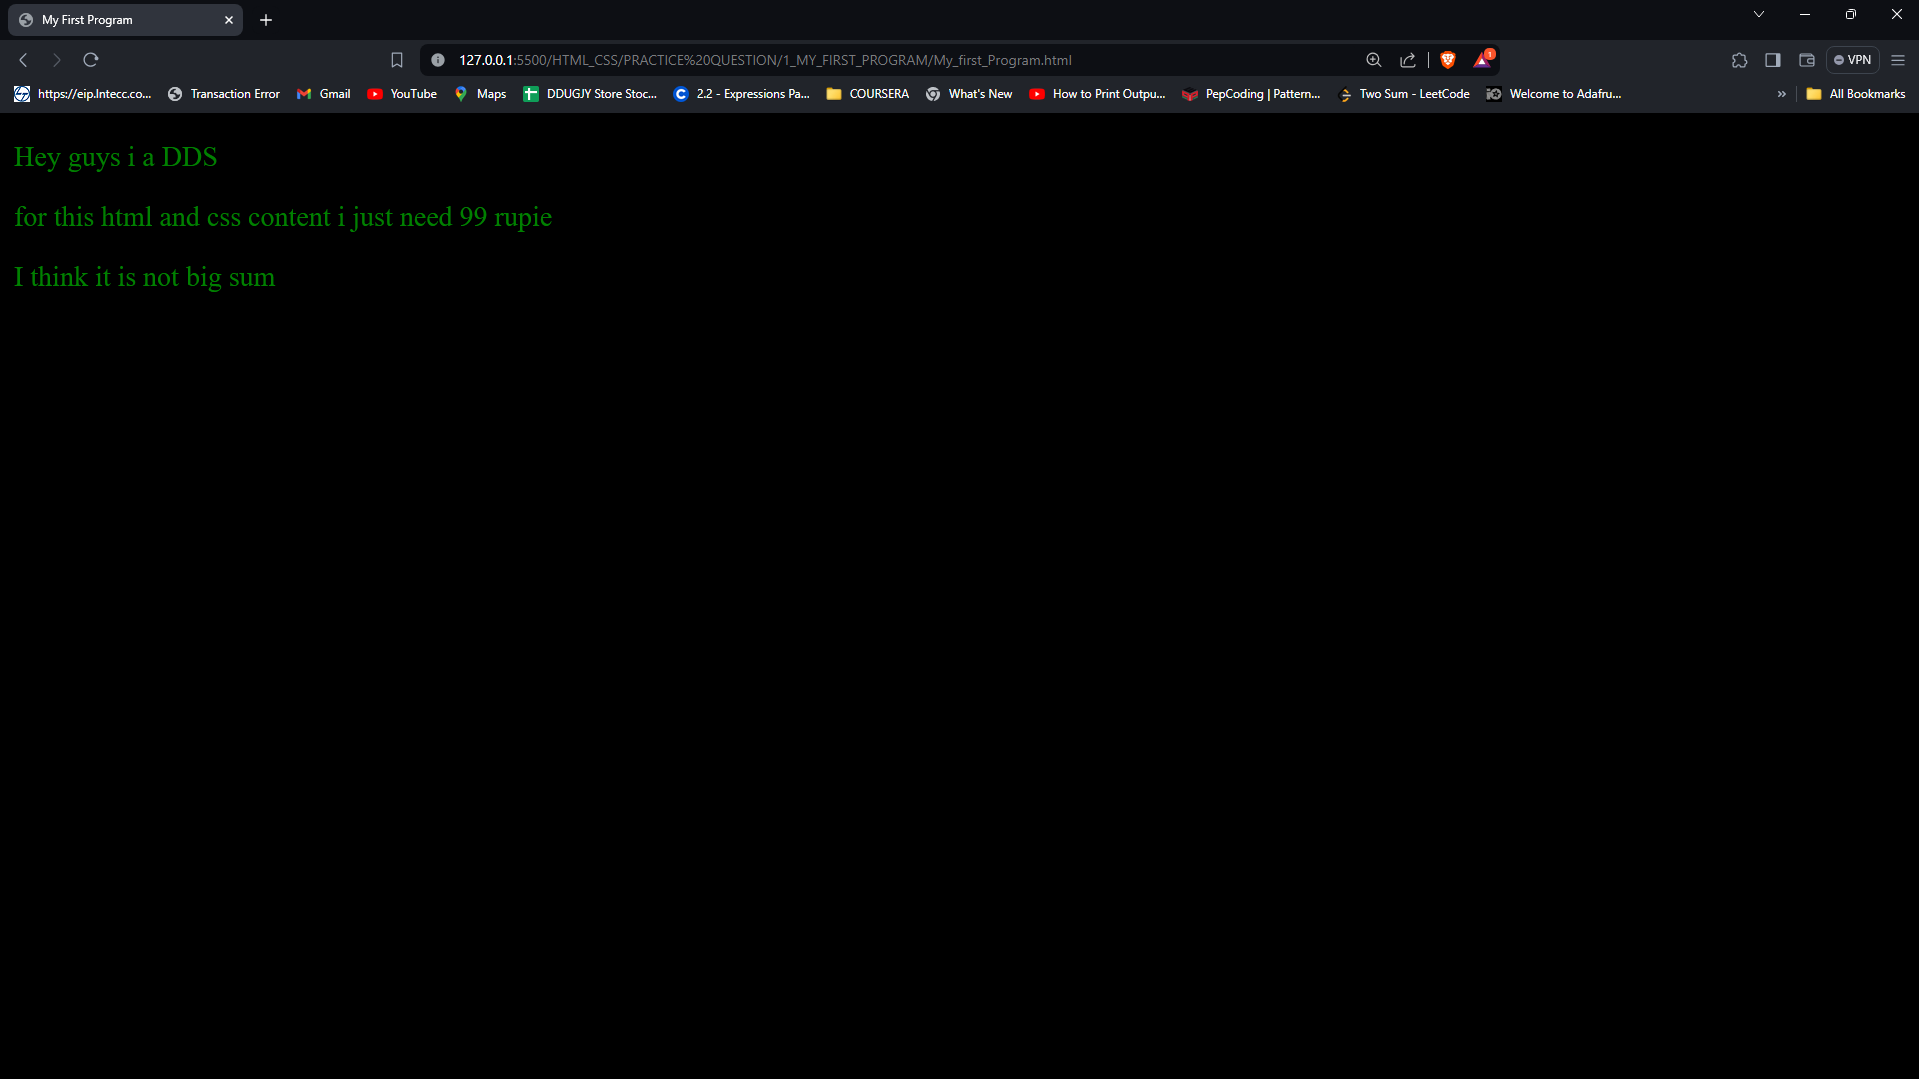 My First Program
127.0.0.1:5500/HTML_CSS/PRACTICE%20QUESTION/1_MY_FIRST_PROGRAM/My_first_Program.html
1
VPN
https://eip.lntecc.co... Transaction Error Gmail YouTube Maps DDUGJY Store Stoc... 2.2 - Expressions Pa... COURSERA What's New How to Print Outpu... PepCoding | Pattern... Two Sum - LeetCode Welcome to Adafru... » All Bookmarks
Hey guys i a DDS
for this html and css content i just need 99 rupie
I think it is not big sum